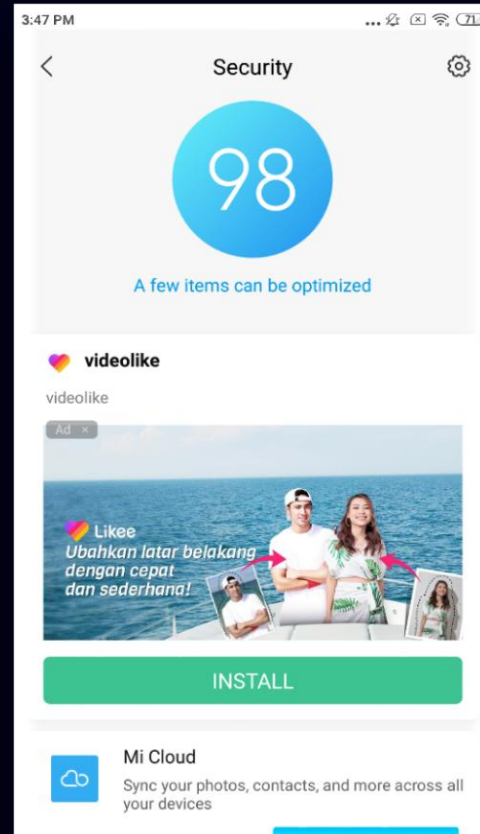 3:47 PM
71
Security
98
A few items can be optimized
videolike
videolike
Ad ×
Likee
Ubahkan latar belakang
dengan cepat
dan sederhana!
INSTALL
Mi Cloud
Sync your photos, contacts, and more across all
your devices